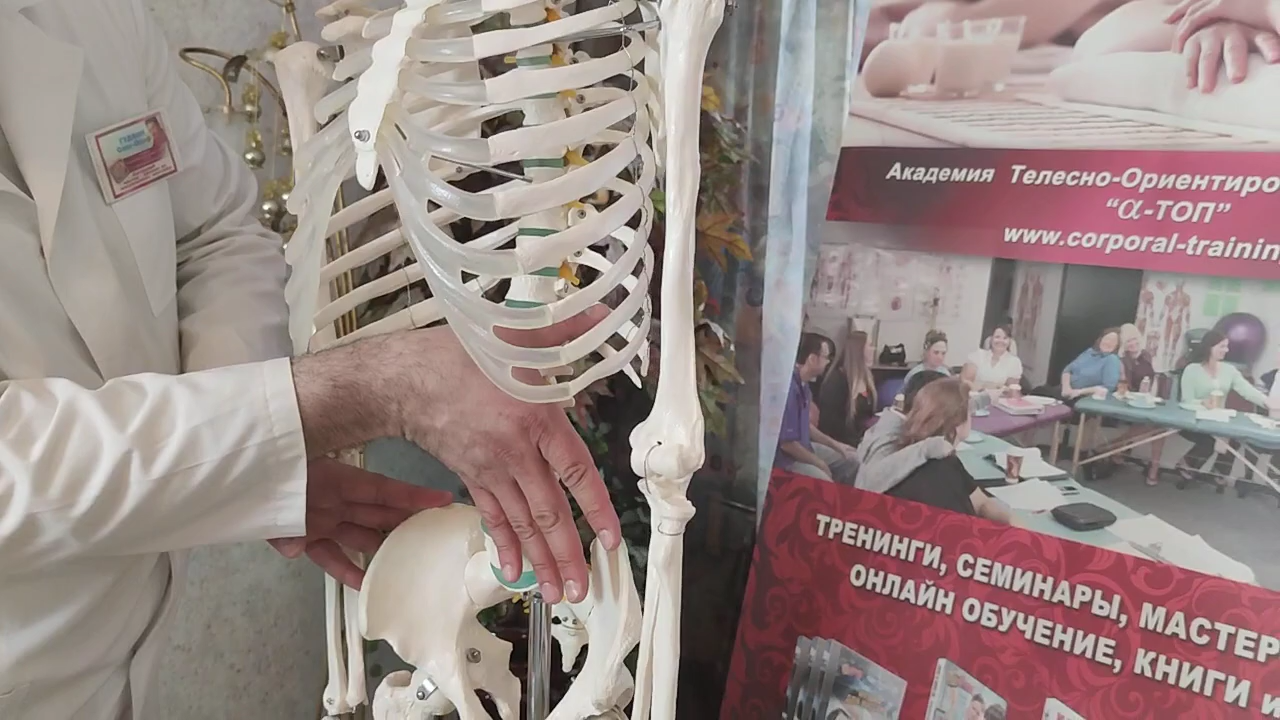 Академия Телесно-Ориентиро
"α-ТОП"
www.corporal-trainin
ТРЕНИНГИ, СЕМИНАРЫ, МАСТЕР
ОНЛАЙН ОБУЧЕНИЕ, КНИГИ И